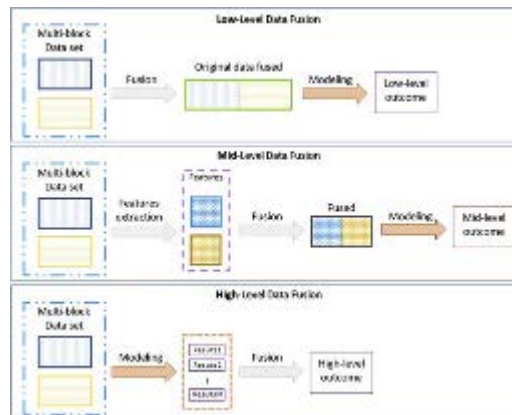 Low-Level Data Fusion
Multi-block
Data set
Fusion
Original data fused
Modeling
Low-level
outcome
Mid-Level Data Fusion
Multi-block
Data set
Features
extraction
Features
Fusion
Fused
Modeling
Mid-level
outcome
High-Level Data Fusion
Multi-block
Data set
Modeling
Fusion
High-level
outcome